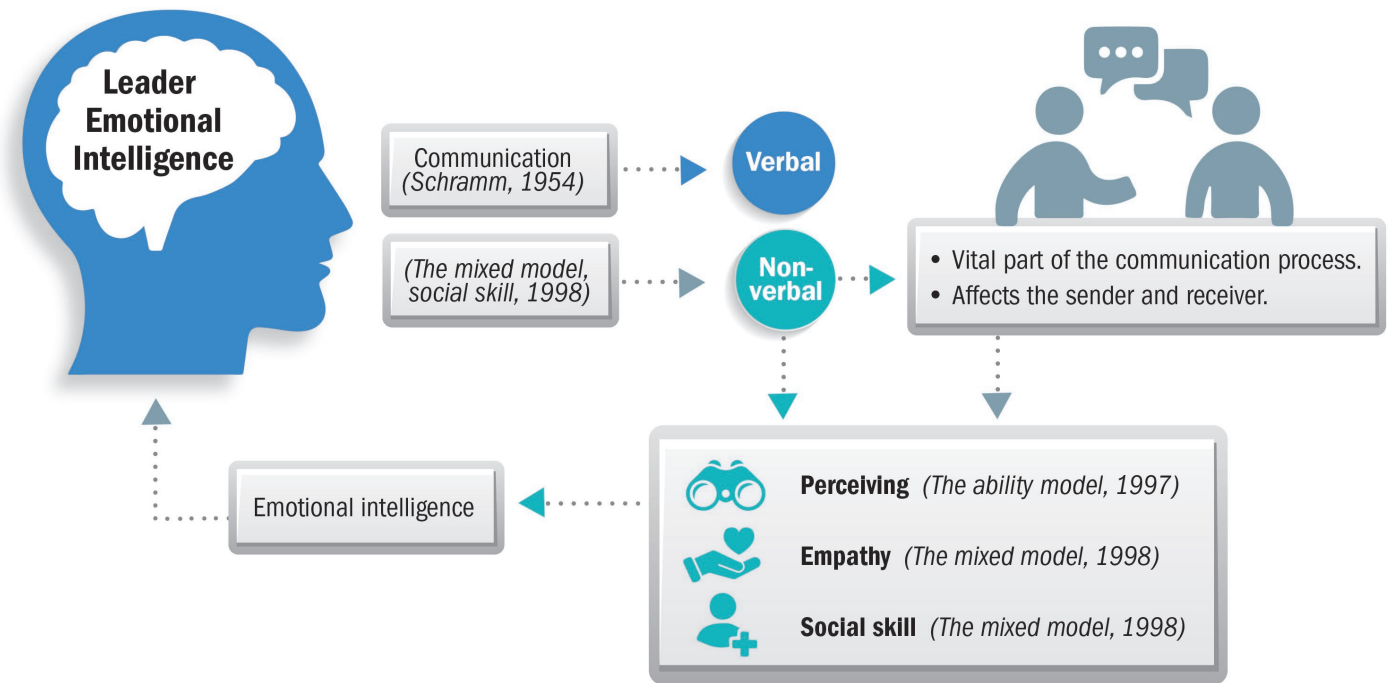 Leader
Emotional
Intelligence
Communication
(Schramm, 1954)
Verbal
(The mixed model,
social skill, 1998)
Non-
verbal
• Vital part of the communication process.
• Affects the sender and receiver.
Perceiving (The ability model, 1997)
Empathy (The mixed model, 1998)
Social skill (The mixed model, 1998)
Emotional intelligence